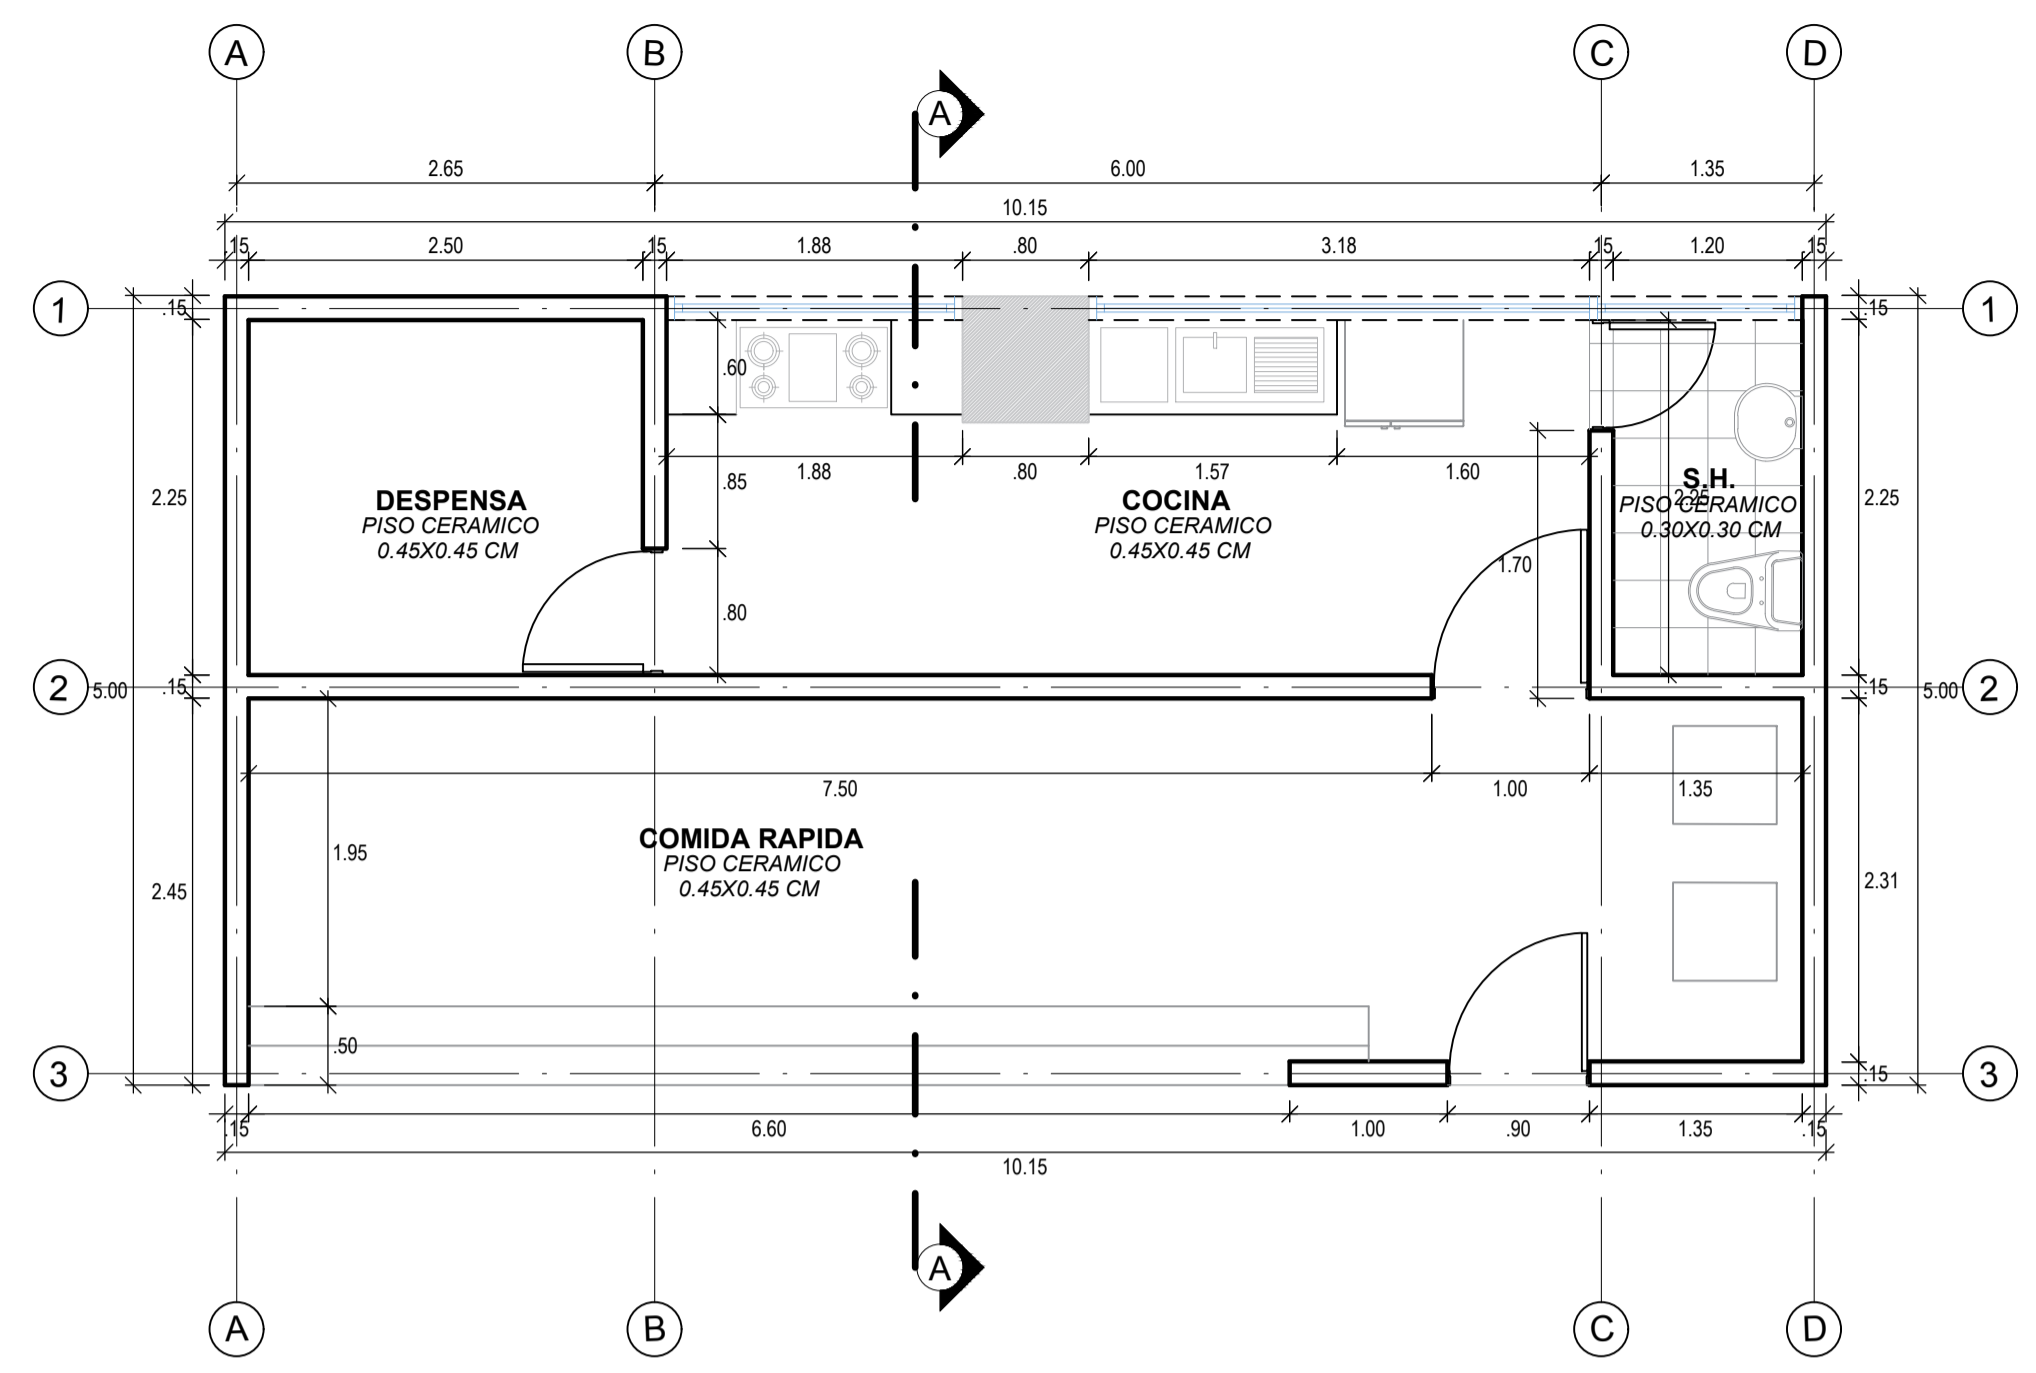 A
B
C
D
A
2.65
6.00
1.35
10.15
.15
2.50
.15
1.88
.80
3.18
.15
1.20
.15
1
.15
.15
1
.60
1.88
.80
1.57
1.60
.85
2.25
DESPENSA
PISO CERAMICO
0.45X0.45 CM
COCINA
PISO CERAMICO
0.45X0.45 CM
S.H.
2.25
PISO CERAMICO
0.30X0.30 CM
2.25
1.70
.80
2
5.00
.15
.15
5.00
2
7.50
1.00
1.35
COMIDA RAPIDA
PISO CERAMICO
0.45X0.45 CM
1.95
2.45
2.31
.50
3
.15
3
.15
6.60
1.00
.90
1.35
.15
10.15
A
A
B
C
D